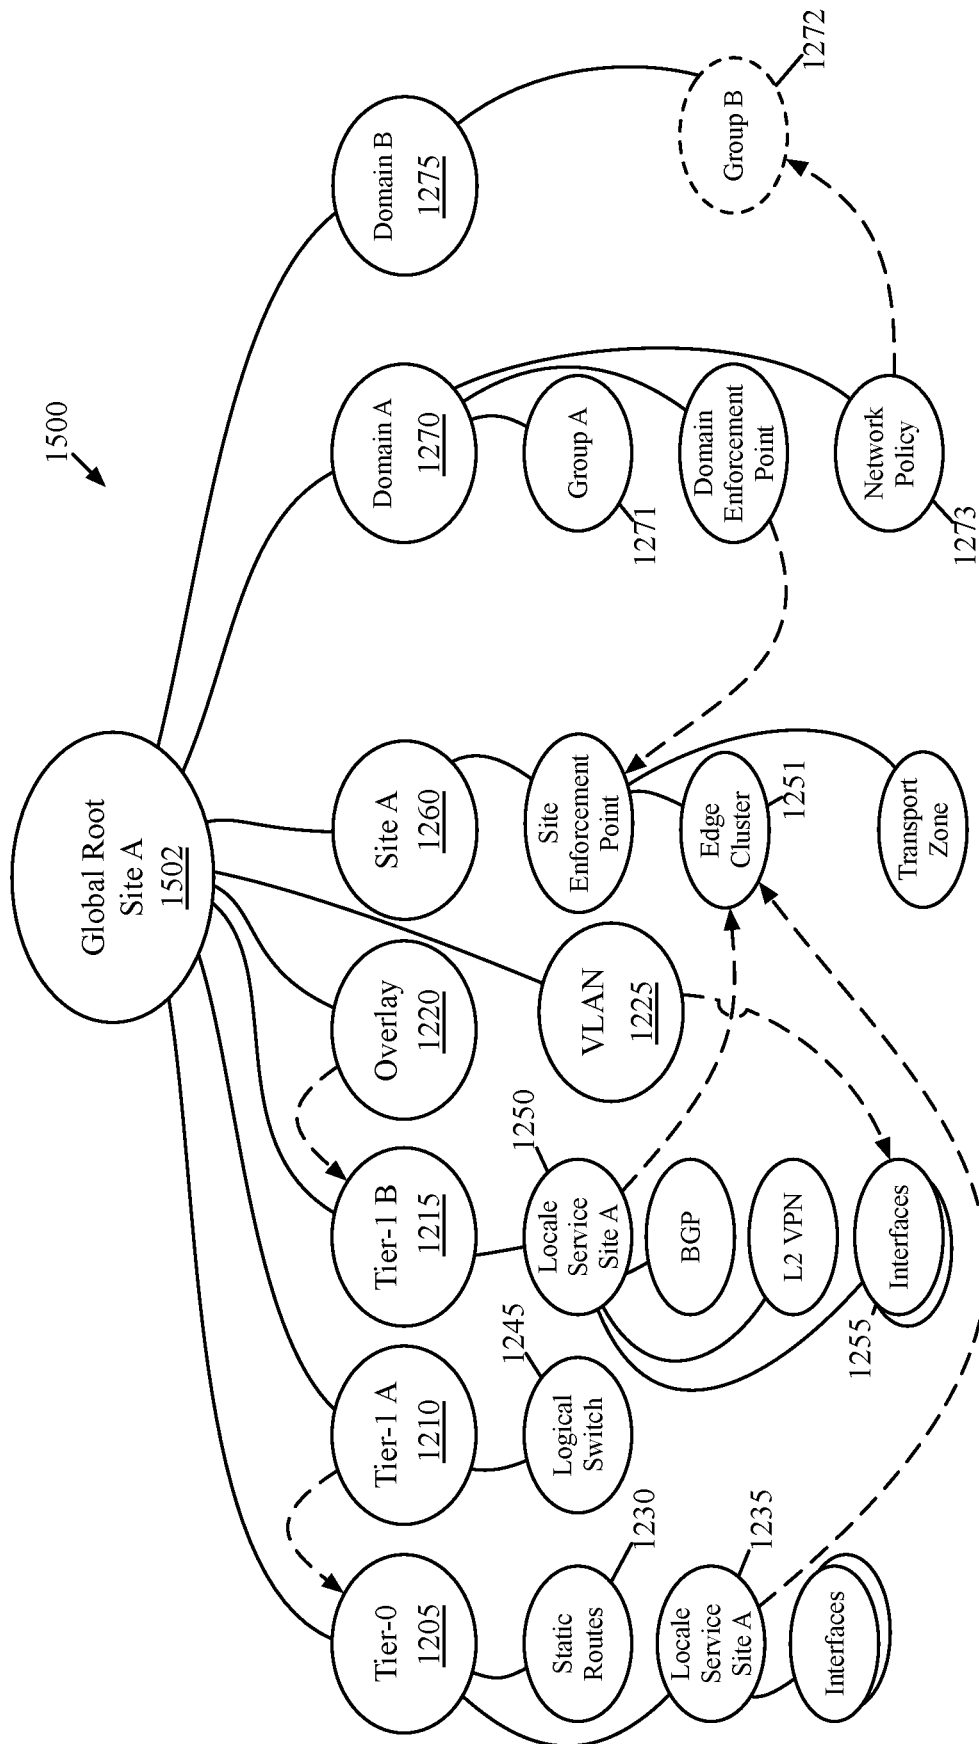 1500
Global Root
Site A
1502
Tier-0
1205
Tier-1 A
1210
Tier-1 B
1215
Overlay
1220
Site A
1260
Domain A
1270
Domain B
1275
Static
Routes
1230
Logical
Switch
1245
Locale
Service
Site A
1250
VLAN
1225
Site
Enforcement
Point
Group A
1271
Locale
Service
Site A
1235
BGP
Edge
Cluster
1251
Domain
Enforcement
Point
Group B
1272
Interfaces
L2 VPN
Interfaces
1255
Transport
Zone
Network
Policy
1273